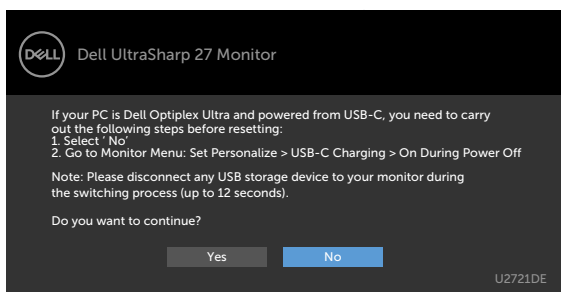 DELL
Dell UltraSharp 27 Monitor
If your PC is Dell Optiplex Ultra and powered from USB-C, you need to carry
out the following steps before resetting:
1. Select ‘ No’
2. Go to Monitor Menu: Set Personalize > USB-C Charging > On During Power Off
Note: Please disconnect any USB storage device to your monitor during
the switching process (up to 12 seconds).
Do you want to continue?
Yes No
U2721DE